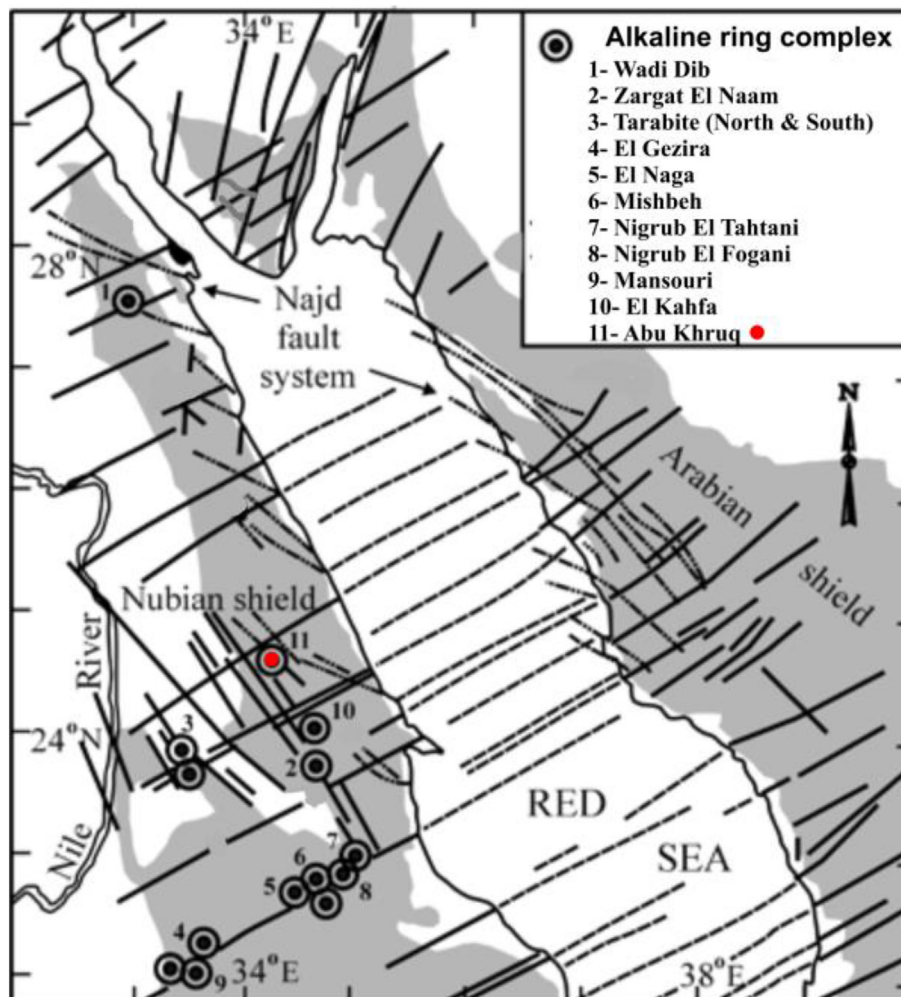 34°E
Alkaline ring complex
1- Wadi Dib
2- Zargat El Naam
3- Tarabite (North & South)
4- El Gezira
5- El Naga
6- Mishbeh
7- Nigrub El Tahtani
8- Nigrub El Fogani
9- Mansouri
10- El Kahfa
11- Abu Khruq
28°N
1
Najd
fault
system
N
Arabian
shield
Nubian shield
11
River
Nile
24°N
3
10
2
RED
SEA
7
6
5
8
4
9
34°E
38°E